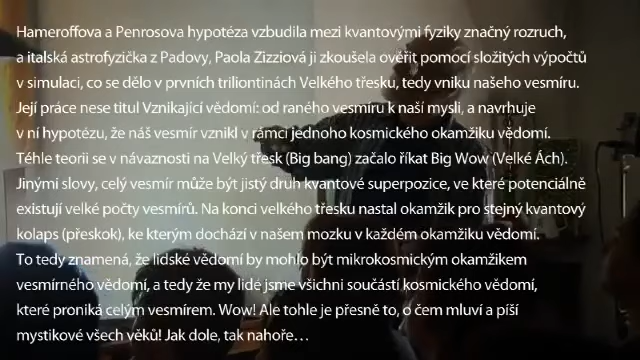 Hameroffova a Penrosova hypotéza vzbudila mezi kvantovými fyziky značný rozruch,
a italská astrofyzička z Padovy, Paola Zizziová ji zkoušela ověřit pomocí složitých výpočtů
v simulaci, co se dělo v prvních triliontinách Velkého třesku, tedy vniku našeho vesmíru.
Její práce nese titul Vznikající vědomí: od raného vesmíru k naší mysli, a navrhuje
v ní hypotézu, že náš vesmír vznikl v rámci jednoho kosmického okamžiku vědomí.
Téhle teorii se v návaznosti na Velký třesk (Big bang) začalo říkat Big Wow (Velké Ách).
Jinými slovy, celý vesmír může být jistý druh kvantové superpozice, ve které potenciálně
existují velké počty vesmírů. Na konci velkého třesku nastal okamžik pro stejný kvantový
kolaps (přeskok), ke kterým dochází v našem mozku v každém okamžiku vědomí.
To tedy znamená, že lidské vědomí by mohlo být mikrokosmickým okamžikem
vesmírného vědomí, a tedy že my lidé jsme všichni součástí kosmického vědomí,
které proniká celým vesmírem. Wow! Ale tohle je přesně to, o čem mluví a píší
mystikové všech věků! Jak dole, tak nahoře…